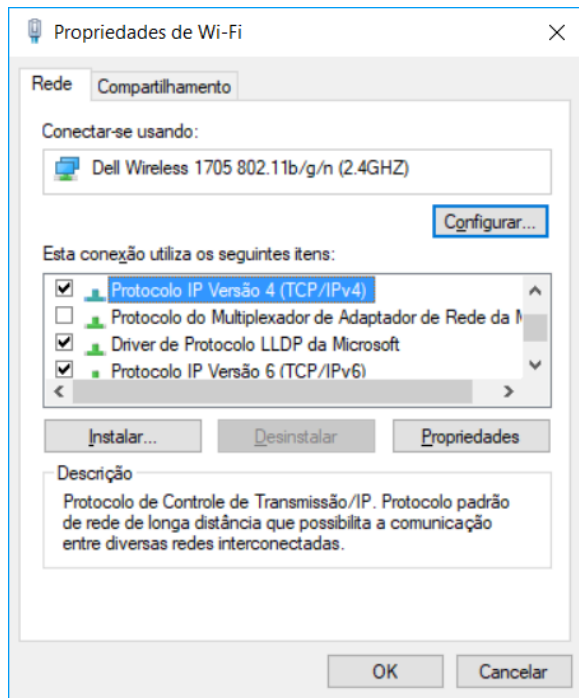 Propriedades de Wi-Fi
Rede
Compartilhamento
Conectar-se usando:
Dell Wireless 1705 802.11b/g/n (2.4GHZ)
Configurar...
Esta conexão utiliza os seguintes itens:
Protocolo IP Versão 4 (TCP/IPv4)
Protocolo do Multiplexador de Adaptador de Rede da
Driver de Protocolo LLDP da Microsoft
Protocolo IP Versão 6 (TCP/IPv6)
Instalar...
Desinstalar
Propriedades
Descrição
Protocolo de Controle de Transmissão/IP. Protocolo padrão
de rede de longa distância que possibilita a comunicação
entre diversas redes interconectadas.
OK
Cancelar